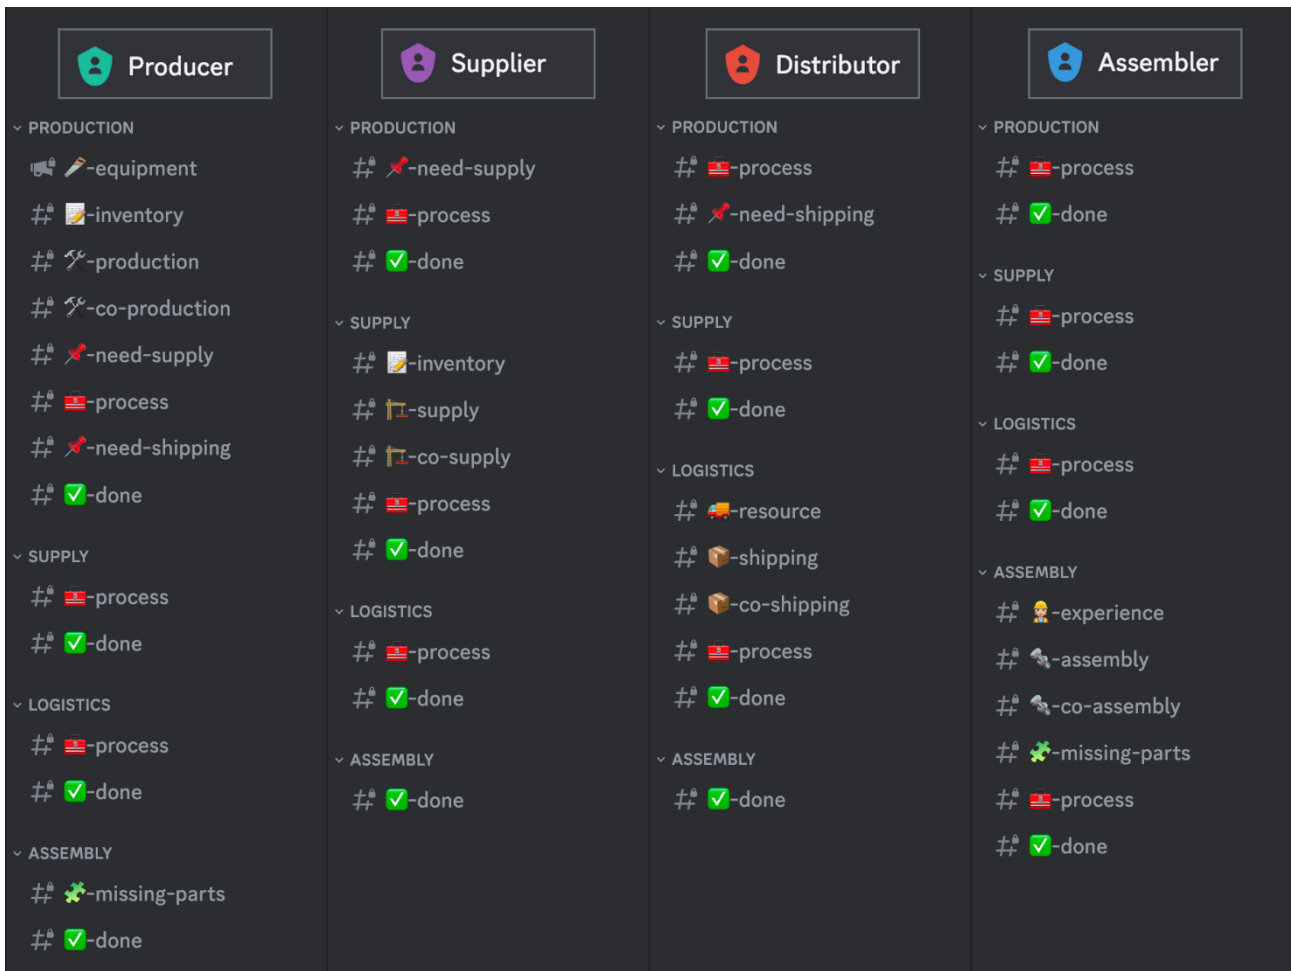 Producer
PRODUCTION
-equipment
-inventory
-production
-co-production
-need-supply
-process
-need-shipping
-done
SUPPLY
-process
-done
LOGISTICS
-process
-done
ASSEMBLY
-missing-parts
-done
Supplier
PRODUCTION
-need-supply
-process
-done
SUPPLY
-inventory
-supply
-co-supply
-process
-done
LOGISTICS
-process
-done
ASSEMBLY
-done
Distributor
PRODUCTION
-process
-need-shipping
-done
SUPPLY
-process
-done
LOGISTICS
-resource
-shipping
-co-shipping
-process
-done
ASSEMBLY
-done
Assembler
PRODUCTION
-process
-done
SUPPLY
-process
-done
LOGISTICS
-process
-done
ASSEMBLY
-experience
-assembly
-co-assembly
-missing-parts
-process
-done